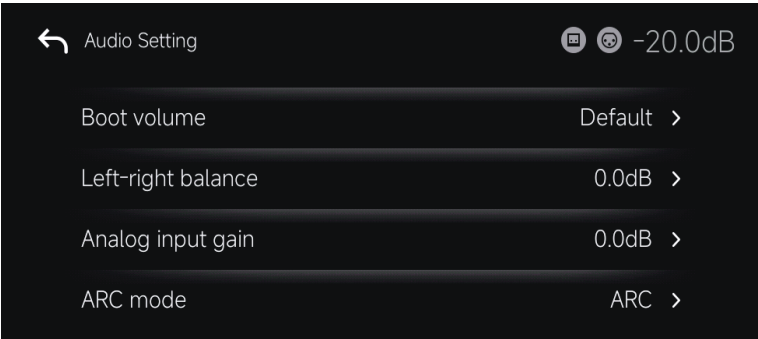 Audio Setting -20.0dB
Boot volume Default
Left-right balance 0.0dB
Analog input gain 0.0dB
ARC mode ARC